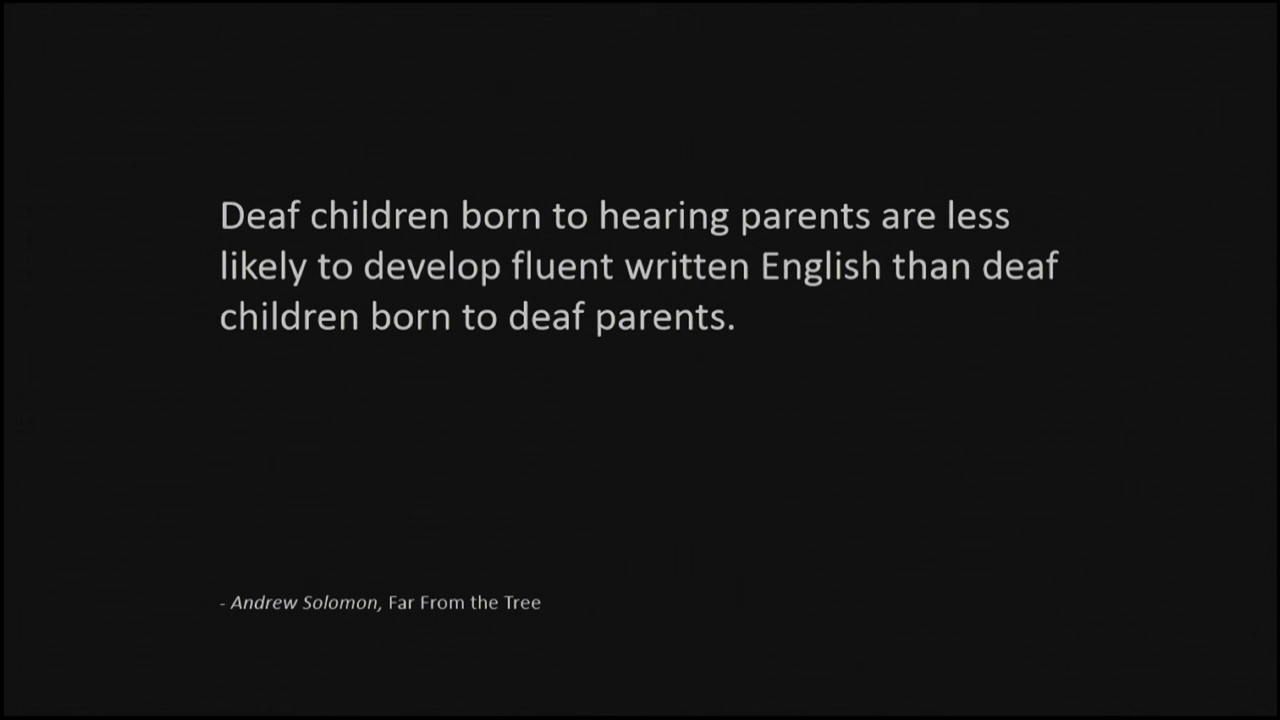 Deaf children born to hearing parents are less
likely to develop fluent written English than deaf
children born to deaf parents.
- Andrew Solomon, Far From the Tree